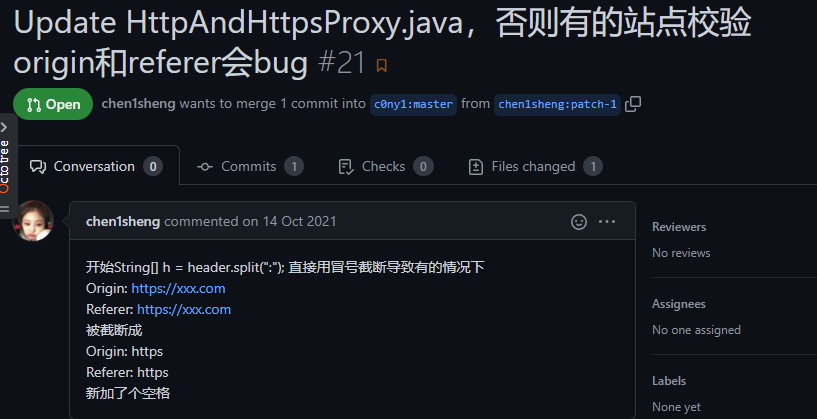 Update HttpAndHttpsProxy.java，否则有的站点校验
origin和referer会bug #21
Open chen1sheng wants to merge 1 commit into c0ny1:master from chen1sheng:patch-1
Octotree
Conversation 0 Commits 1 Checks 0 Files changed 1
chen1sheng commented on 14 Oct 2021
开始String[] h = header.split(":"); 直接用冒号截断导致有的情况下
Origin: https://xxx.com
Referer: https://xxx.com
被截断成
Origin: https
Referer: https
新加了个空格
Reviewers
No reviews
Assignees
No one assigned
Labels
None yet